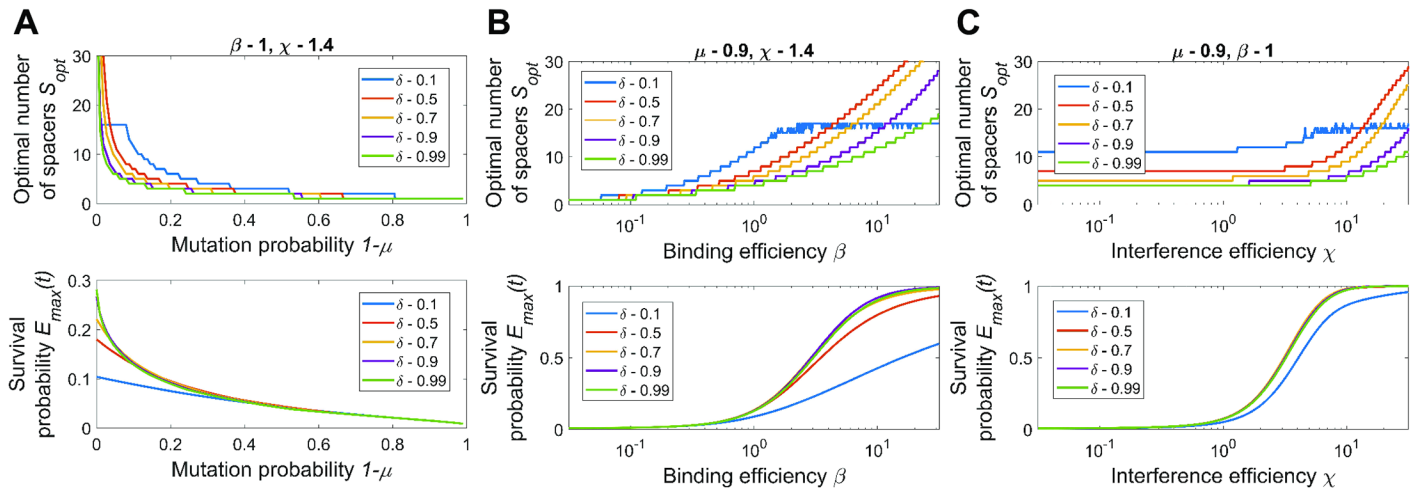 A
β - 1, χ - 1.4
Optimal number
of spacers S_opt
30
20
10
0
δ - 0.1
δ - 0.5
δ - 0.7
δ - 0.9
δ - 0.99
0
0.2
0.4
0.6
0.8
1
Mutation probability 1-μ
Survival
probability E_max(t)
0.3
0.2
0.1
0
δ - 0.1
δ - 0.5
δ - 0.7
δ - 0.9
δ - 0.99
0
0.2
0.4
0.6
0.8
1
Mutation probability 1-μ
B
μ - 0.9, χ - 1.4
Optimal number
of spacers S_opt
30
20
10
0
δ - 0.1
δ - 0.5
δ - 0.7
δ - 0.9
δ - 0.99
10^-1
10^0
10^1
Binding efficiency β
Survival
probability E_max(t)
1
0.5
0
δ - 0.1
δ - 0.5
δ - 0.7
δ - 0.9
δ - 0.99
10^-1
10^0
10^1
Binding efficiency β
C
μ - 0.9, β - 1
Optimal number
of spacers S_opt
30
20
10
0
δ - 0.1
δ - 0.5
δ - 0.7
δ - 0.9
δ - 0.99
10^-1
10^0
10^1
Interference efficiency χ
Survival
probability E_max(t)
1
0.5
0
δ - 0.1
δ - 0.5
δ - 0.7
δ - 0.9
δ - 0.99
10^-1
10^0
10^1
Interference efficiency χ